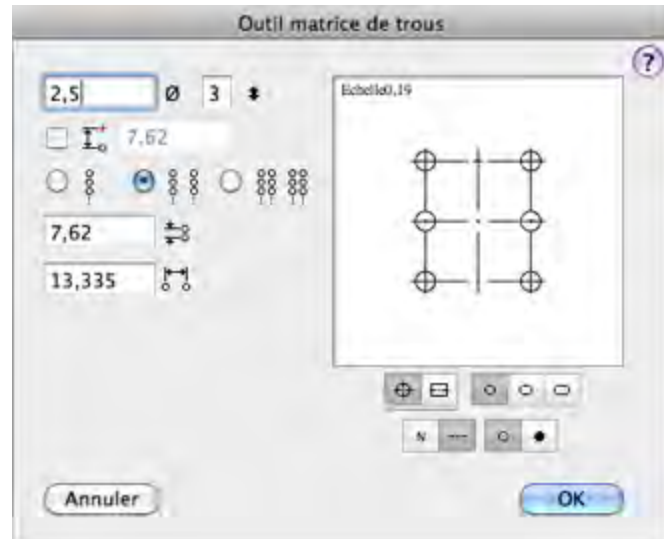 Outil matrice de trous
?
2,5 Ø 3
7,62
7,62
13,335
Echelle0,19
N
Annuler
OK